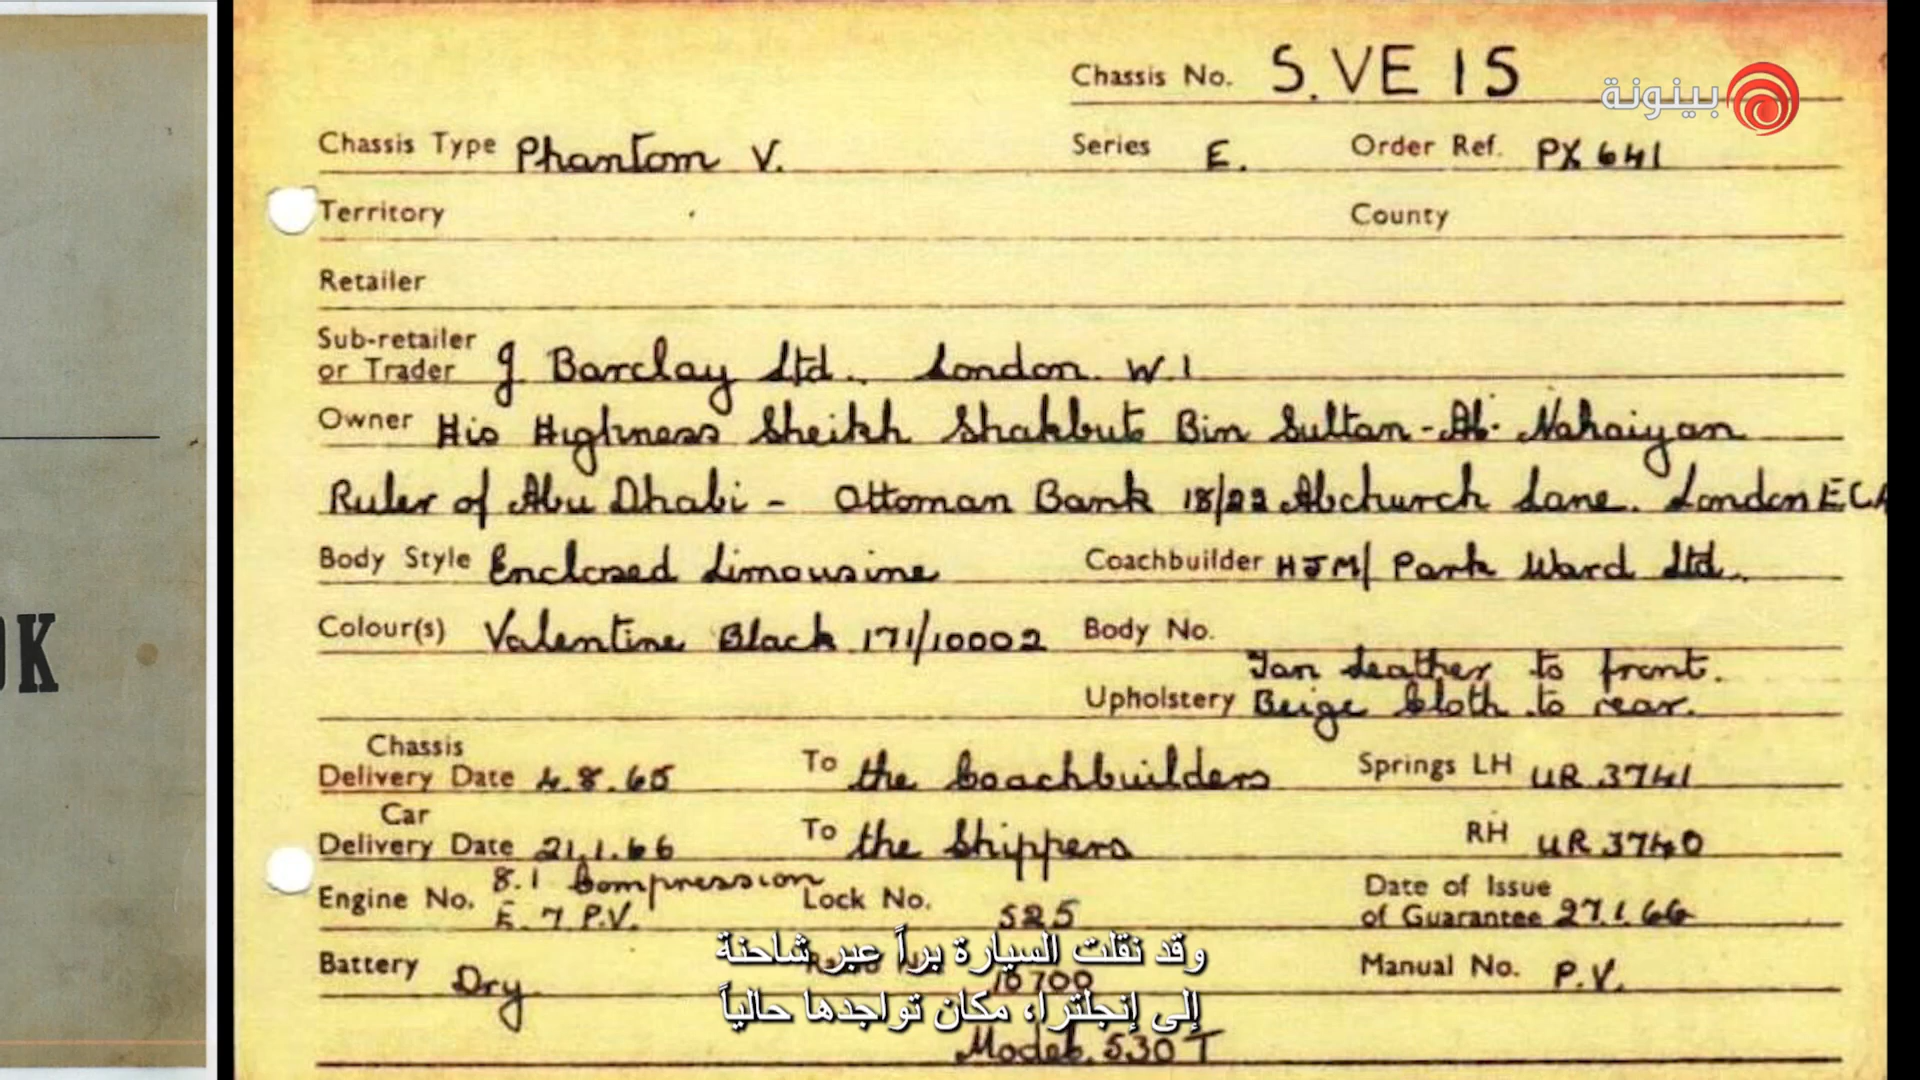 OK
Chassis No. 5.VE 15
بينونة
Chassis Type Phantom V. Series E. Order Ref. PX 641
Territory County
Retailer
Sub-retailer
or Trader J Barclay Ltd. London. W.1
Owner His Highness Sheikh Shakbut Bin Sultan-Al- Nahaiyan
Ruler of Abu Dhabi - Ottoman Bank 18/22 Abchurch Lane. London EC4
Body Style Enclosed Limousine Coachbuilder HJM/ Park Ward Ltd.
Colour(s) Valentine Black 171/10002 Body No.
Tan Leather to front.
Upholstery Beige Cloth to rear.
Chassis
Delivery Date 4.8.65 To the Coachbuilders Springs LH UR 3741
Car
Delivery Date 21.1.66 To the Shippers RH UR 3740
8.1 Compression
Engine No. E. 7 P.V. Lock No. 525
Date of Issue
of Guarantee 27.1.66
Battery Dry 10700 Manual No. P.V.
وقد نقلت السيارة براً عبر شاحنة
إلى إنجلترا، مكان تواجدها حالياً
Model. 530 T